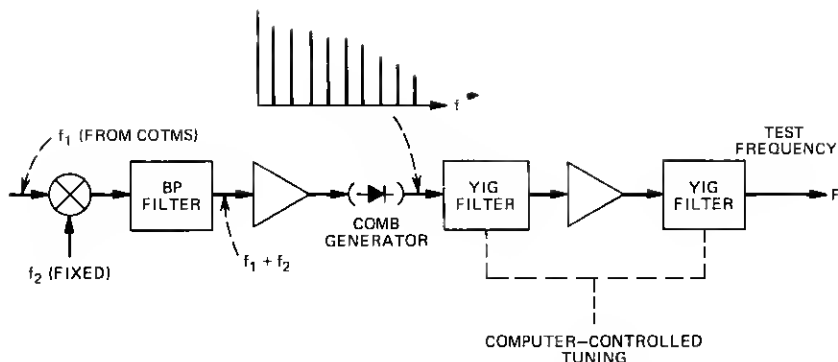 f
f₁ (FROM COTMS)
TEST
FREQUENCY
BP
FILTER
YIG
FILTER
YIG
FILTER
F
COMB
GENERATOR
f₂ (FIXED)
f₁ + f₂
COMPUTER–CONTROLLED
TUNING